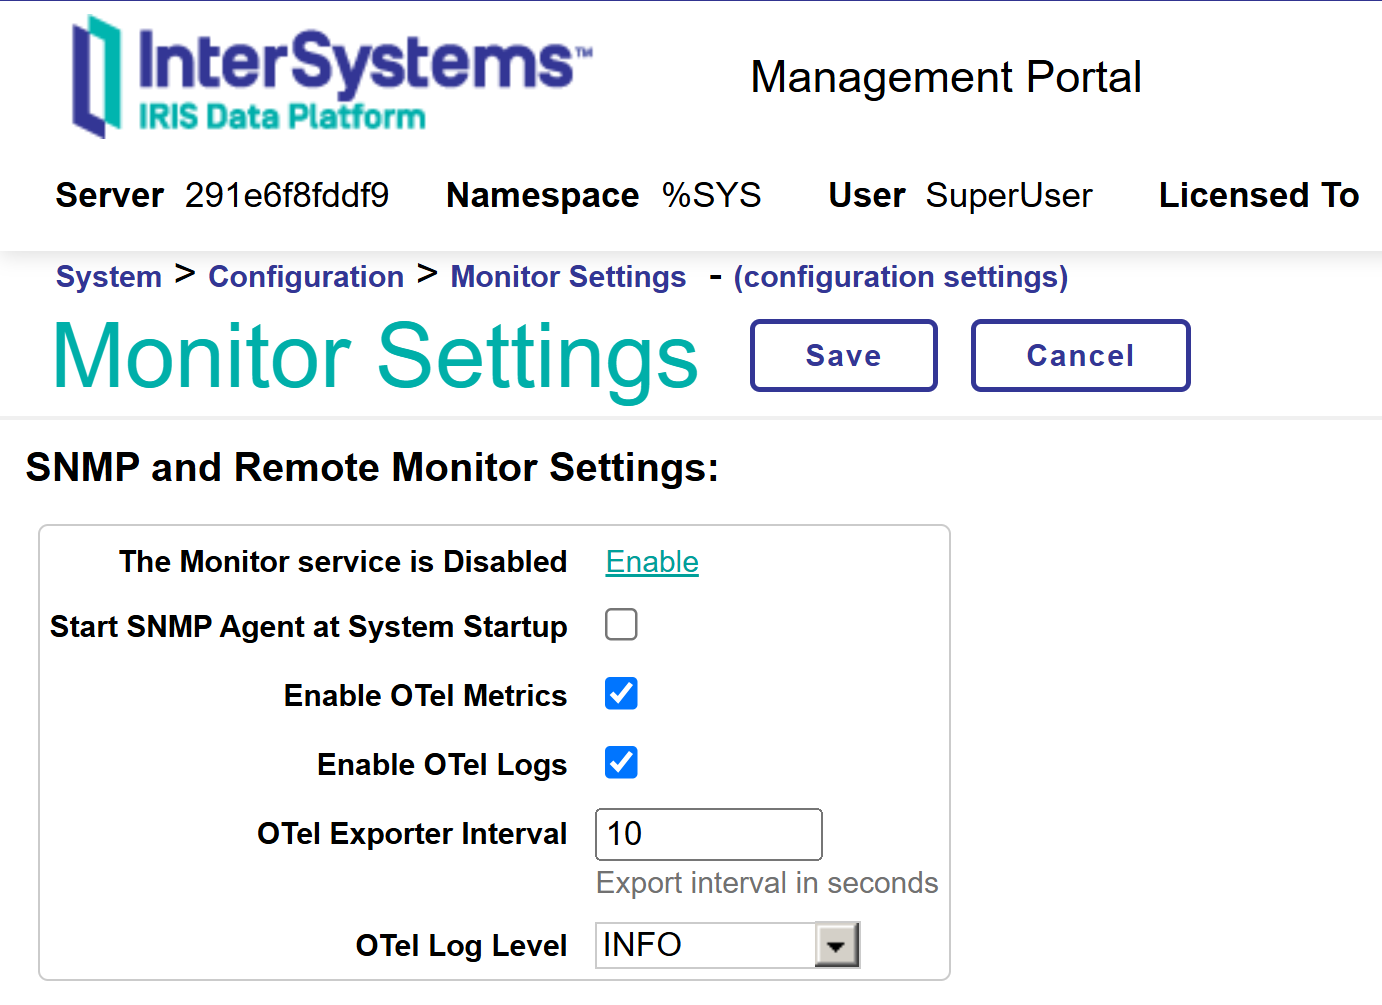 InterSystems™
IRIS Data Platform
Management Portal
Server 291e6f8fddf9 Namespace %SYS User SuperUser Licensed To
System > Configuration > Monitor Settings - (configuration settings)
Monitor Settings Save Cancel
SNMP and Remote Monitor Settings:
The Monitor service is Disabled Enable
Start SNMP Agent at System Startup
Enable OTel Metrics
Enable OTel Logs
OTel Exporter Interval 10
Export interval in seconds
OTel Log Level INFO